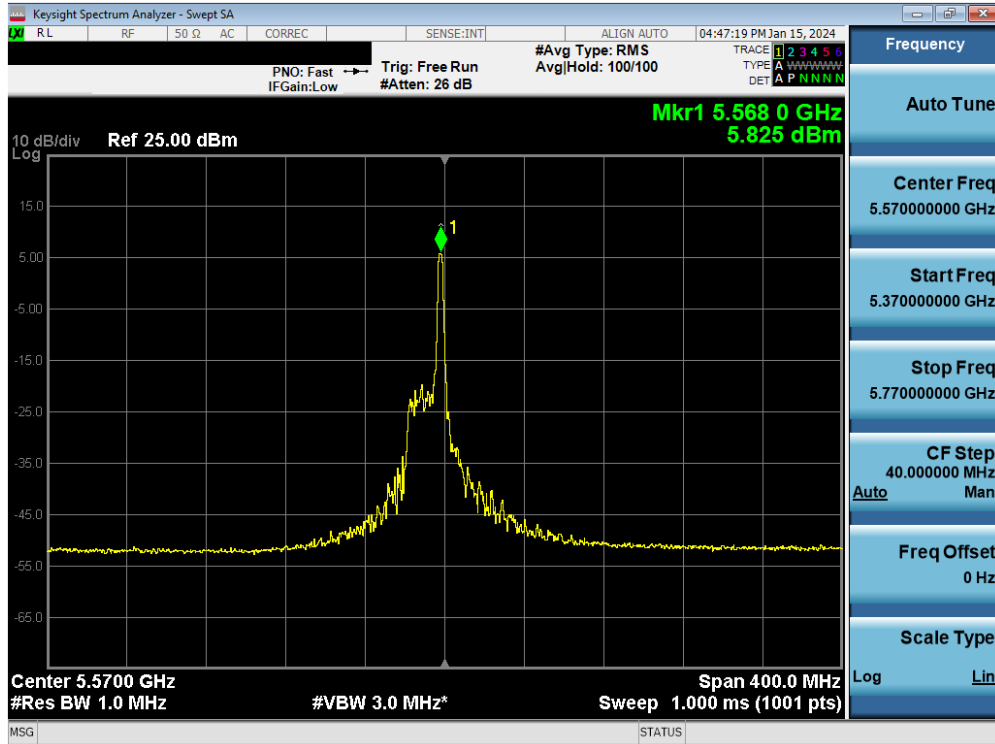 Keysight Spectrum Analyzer - Swept SA
LXI RL RF 50 Ω AC CORREC SENSE:INT ALIGN AUTO 04:47:19 PM Jan 15, 2024
PNO: Fast Trig: Free Run #Avg Type: RMS TRACE 1 2 3 4 5 6
IFGain:Low #Atten: 26 dB Avg|Hold: 100/100 TYPE A WWWWW
DET A P N N N N
Mkr1 5.568 0 GHz
5.825 dBm
10 dB/div Ref 25.00 dBm
Log
15.0
1
5.00
-5.00
-15.0
-25.0
-35.0
-45.0
-55.0
-65.0
Center 5.5700 GHz Span 400.0 MHz
#Res BW 1.0 MHz #VBW 3.0 MHz* Sweep 1.000 ms (1001 pts)
MSG STATUS
Frequency
Auto Tune
Center Freq
5.570000000 GHz
Start Freq
5.370000000 GHz
Stop Freq
5.770000000 GHz
CF Step
40.000000 MHz
Auto Man
Freq Offset
0 Hz
Scale Type
Log Lin